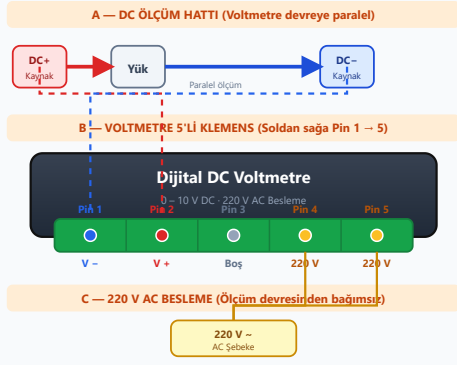 A — DC ÖLÇÜM HATTI (Voltmetre devreye paralel)
DC+
Kaynak
Yük
DC−
Kaynak
Paralel ölçüm
B — VOLTMETRE 5'Lİ KLEMENS (Soldan sağa Pin 1 → 5)
Dijital DC Voltmetre
0 – 10 V DC · 220 V AC Besleme
Pin 1 Pin 2 Pin 3 Pin 4 Pin 5
V − V + Boş 220 V 220 V
C — 220 V AC BESLEME (Ölçüm devresinden bağımsız)
220 V ~
AC Şebeke